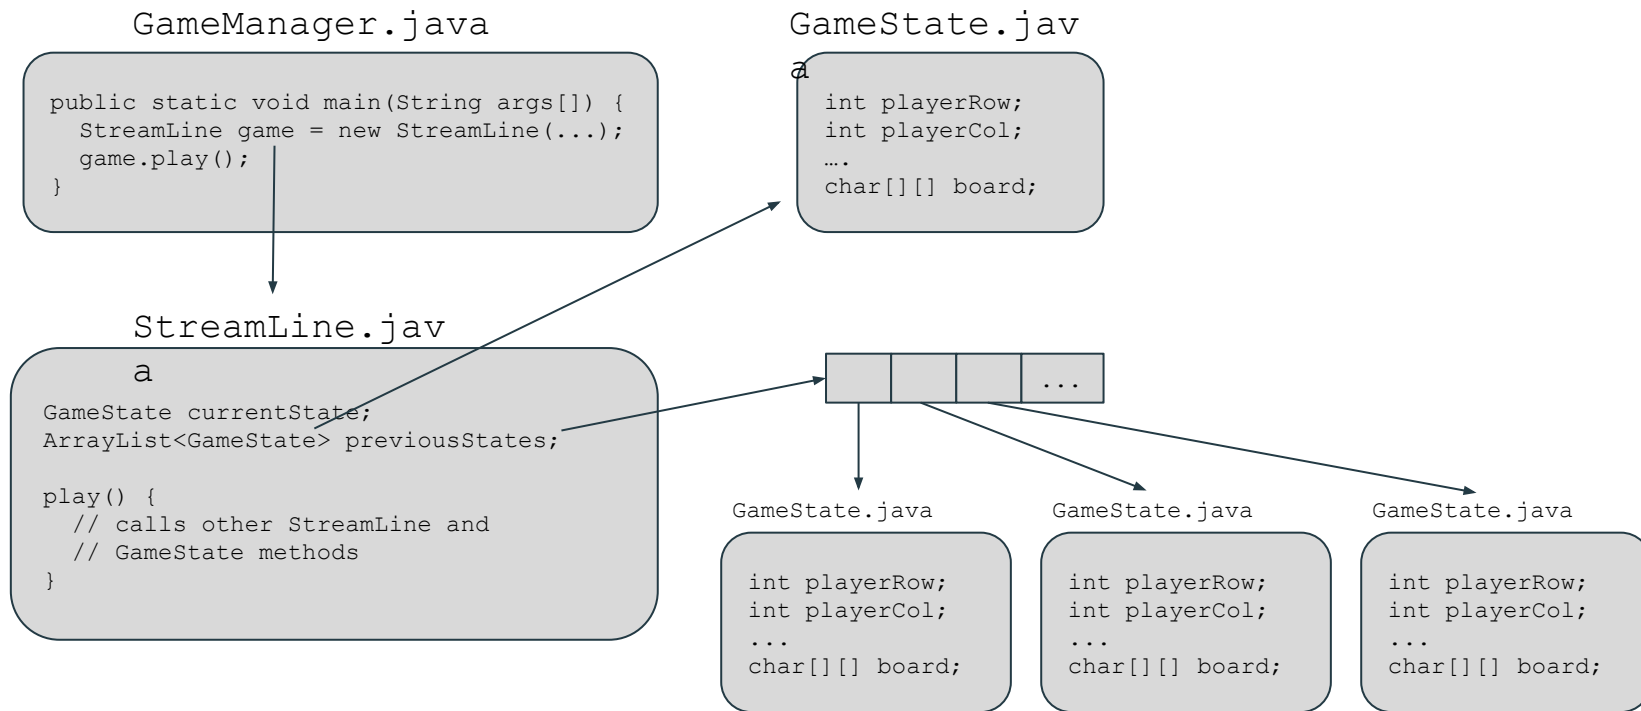 GameManager.java
public static void main(String args[]) {
  StreamLine game = new StreamLine(...);
  game.play();
}
GameState.jav
a
int playerRow;
int playerCol;
….
char[][] board;
StreamLine.jav
a
GameState currentState;
ArrayList<GameState> previousStates;
play() {
  // calls other StreamLine and
  // GameState methods
}
...
GameState.java
int playerRow;
int playerCol;
...
char[][] board;
GameState.java
int playerRow;
int playerCol;
...
char[][] board;
GameState.java
int playerRow;
int playerCol;
...
char[][] board;